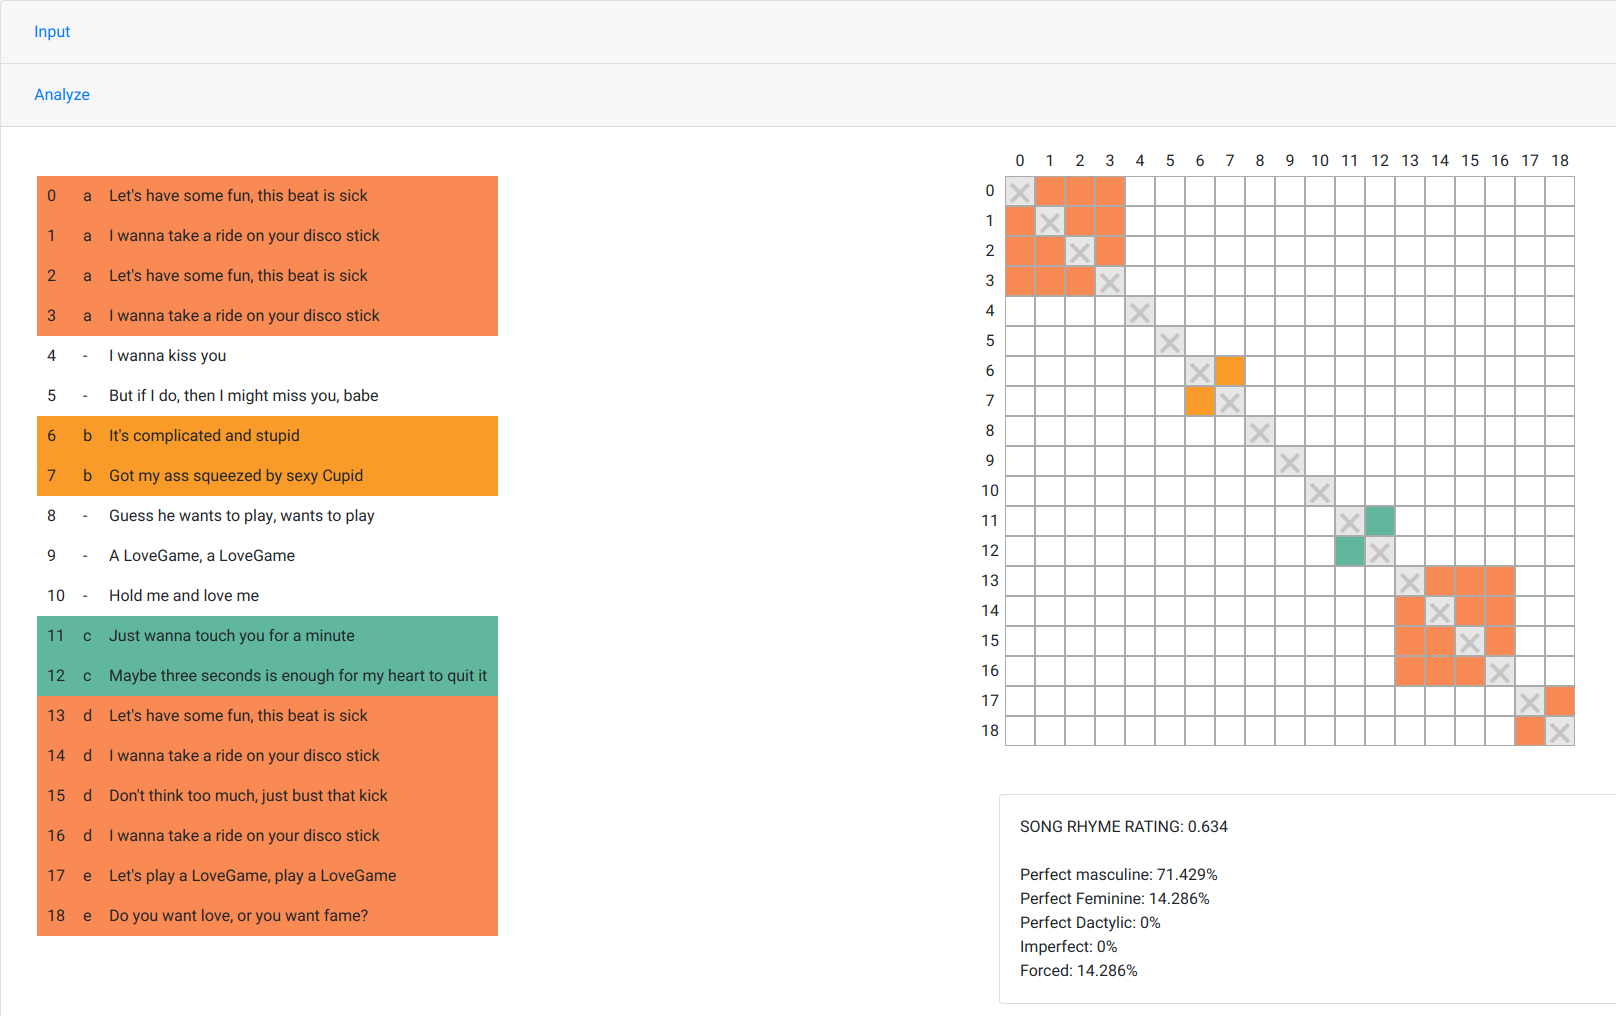 Input
Analyze
0 a Let's have some fun, this beat is sick
1 a I wanna take a ride on your disco stick
2 a Let's have some fun, this beat is sick
3 a I wanna take a ride on your disco stick
4 - I wanna kiss you
5 - But if I do, then I might miss you, babe
6 b It's complicated and stupid
7 b Got my ass squeezed by sexy Cupid
8 - Guess he wants to play, wants to play
9 - A LoveGame, a LoveGame
10 - Hold me and love me
11 c Just wanna touch you for a minute
12 c Maybe three seconds is enough for my heart to quit it
13 d Let's have some fun, this beat is sick
14 d I wanna take a ride on your disco stick
15 d Don't think too much, just bust that kick
16 d I wanna take a ride on your disco stick
17 e Let's play a LoveGame, play a LoveGame
18 e Do you want love, or you want fame?
0 1 2 3 4 5 6 7 8 9 10 11 12 13 14 15 16 17 18
0
1
2
3
4
5
6
7
8
9
10
11
12
13
14
15
16
17
18
SONG RHYME RATING: 0.634
Perfect masculine: 71.429%
Perfect Feminine: 14.286%
Perfect Dactylic: 0%
Imperfect: 0%
Forced: 14.286%